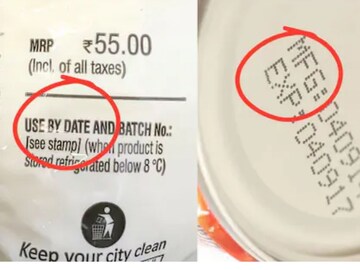 MRP ₹55.00
(Incl. of all taxes)
USE BY DATE AND BATCH No.:
[see stamp] (when product is
stored refrigerated below 8°C)
Keep your city clean
EXP
040917